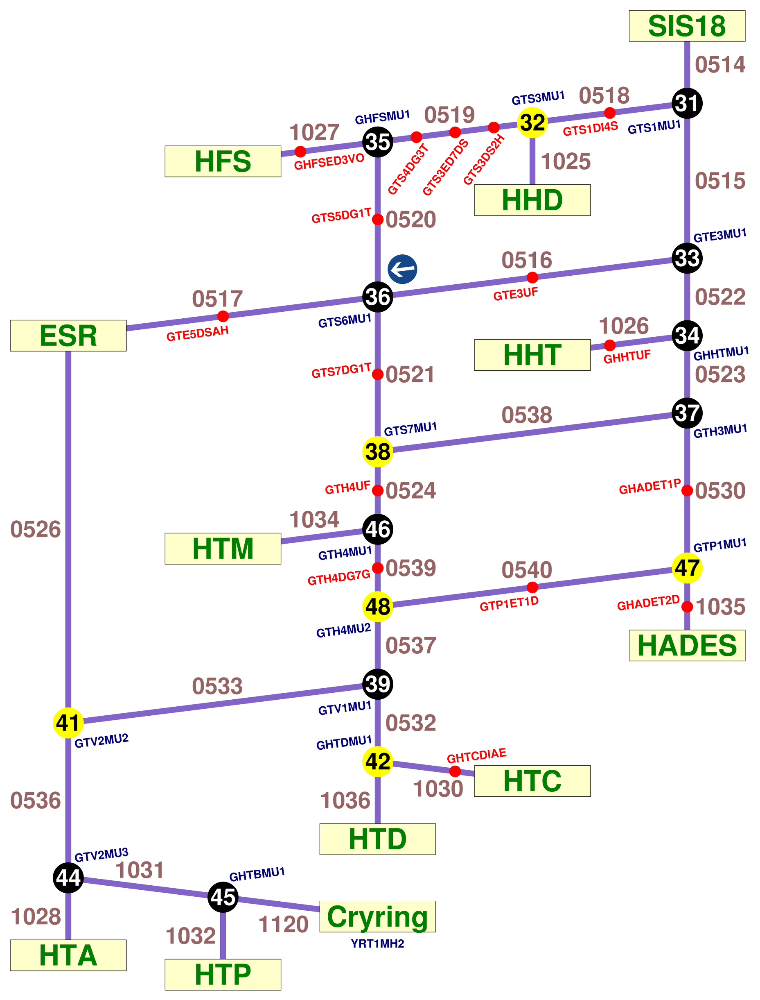 SIS18
0514
31
GTS1MU1
0518
GTS1DI4S
GTS3MU1
32
0519
GTS3DS2H
GTS3ED7DS
GTS4DG3T
GHFSMU1
35
1027
GHFSED3VO
HFS
1025
HHD
0515
GTS5DG1T
0520
GTE3MU1
33
0516
GTE3UF
36
GTS6MU1
0517
GTE5DSAH
ESR
0522
34
GHHTMU1
1026
GHHTUF
HHT
0523
GTS7DG1T
0521
37
GTH3MU1
0538
GTS7MU1
38
GTH4UF
0524
GHADET1P
0530
0526
1034
HTM
46
GTH4MU1
GTH4DG7G
0539
GTP1MU1
47
0540
GTP1ET1D
48
GTH4MU2
GHADET2D
1035
HADES
0537
39
GTV1MU1
0533
41
GTV2MU2
0532
GHTDMU1
42
GHTCDIAE
1030
HTC
0536
1036
HTD
GTV2MU3
44
1031
GHTBMU1
45
1028
HTA
1032
HTP
1120
Cryring
YRT1MH2